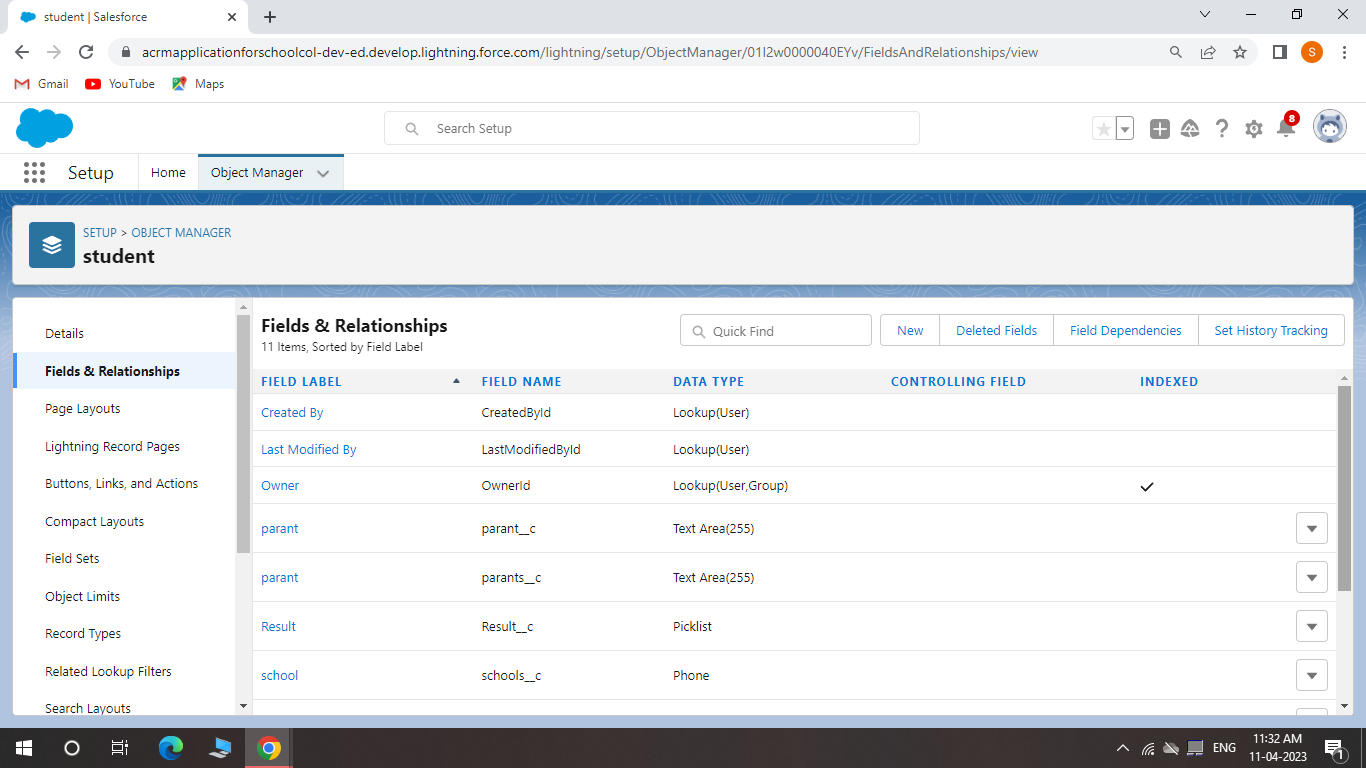 student | Salesforce
acrmapplicationforschoolcol-dev-ed.develop.lightning.force.com/lightning/setup/ObjectManager/01I2w0000040EYv/FieldsAndRelationships/view
S
Gmail YouTube Maps
Search Setup
8
Setup Home Object Manager
SETUP > OBJECT MANAGER
student
Details
Fields & Relationships
Page Layouts
Lightning Record Pages
Buttons, Links, and Actions
Compact Layouts
Field Sets
Object Limits
Record Types
Related Lookup Filters
Search Layouts
Fields & Relationships
11 Items, Sorted by Field Label
Quick Find
New Deleted Fields Field Dependencies Set History Tracking
FIELD LABEL FIELD NAME DATA TYPE CONTROLLING FIELD INDEXED
Created By CreatedById Lookup(User)
Last Modified By LastModifiedById Lookup(User)
Owner OwnerId Lookup(User,Group)
parant parant__c Text Area(255)
parant parants__c Text Area(255)
Result Result__c Picklist
school schools__c Phone
ENG
11:32 AM
11-04-2023
1